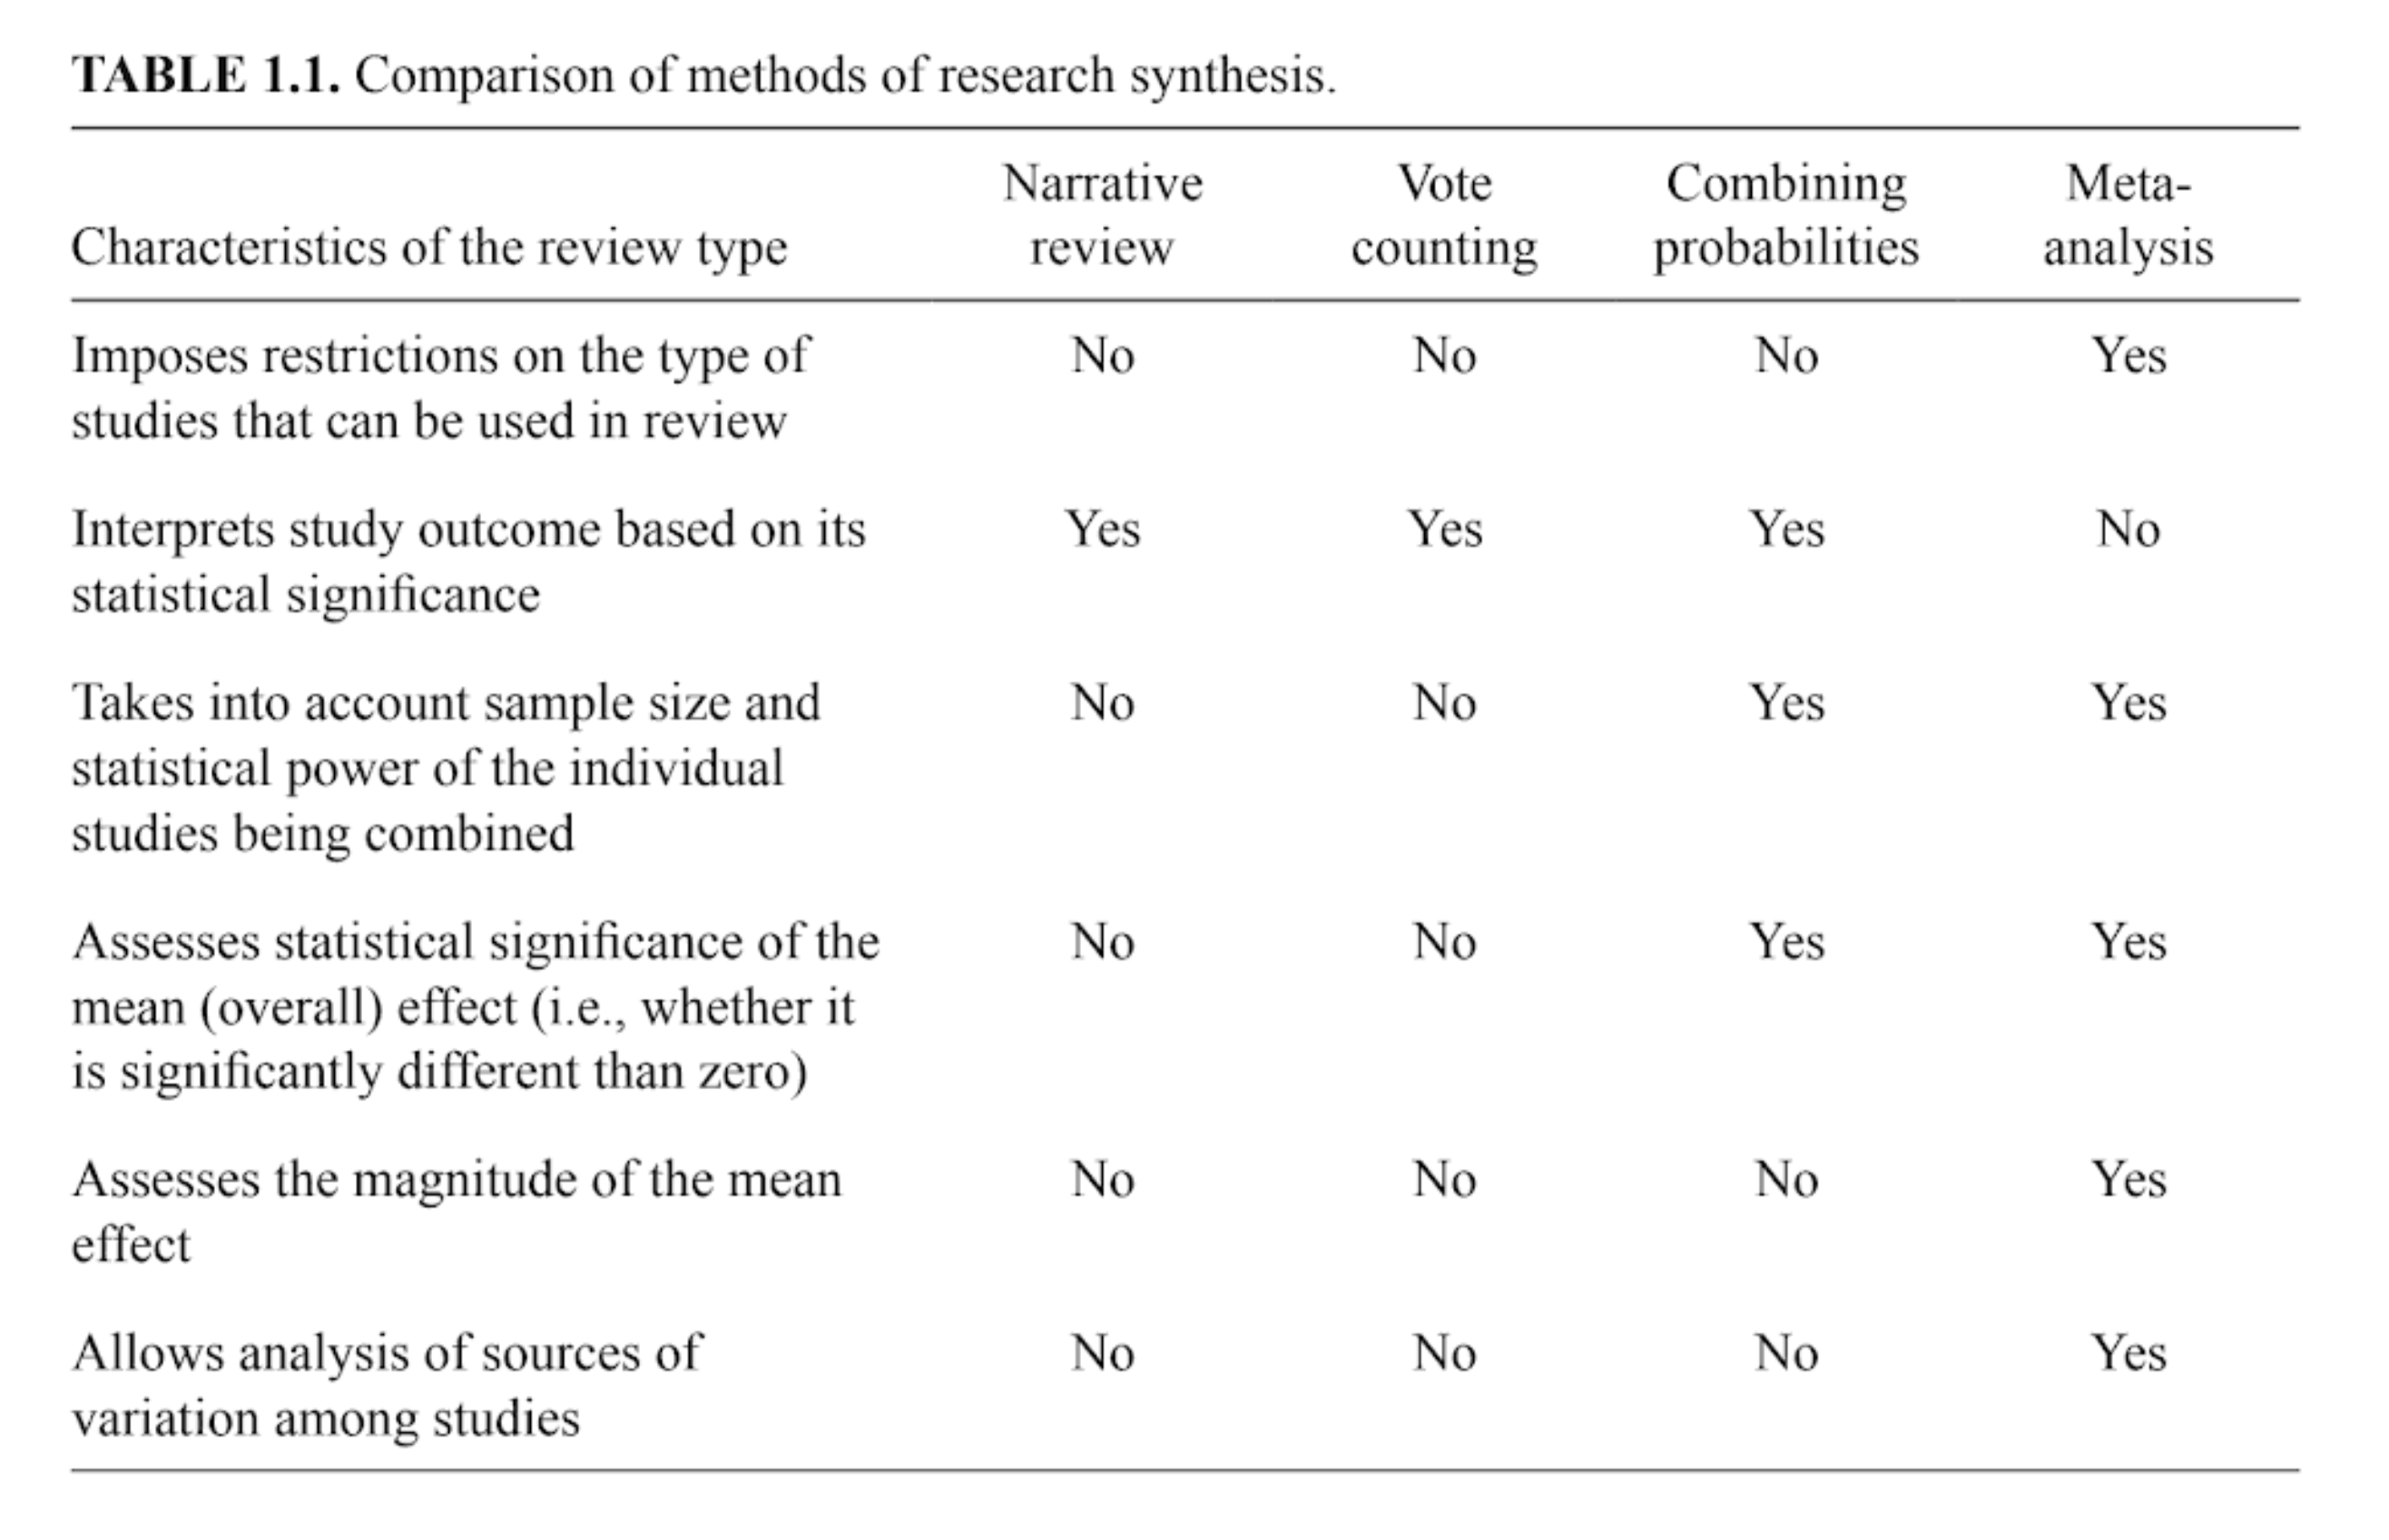 TABLE 1.1. Comparison of methods of research synthesis.
Characteristics of the review type Narrative review Vote counting Combining probabilities Meta-analysis
Imposes restrictions on the type of studies that can be used in review No No No Yes
Interprets study outcome based on its statistical significance Yes Yes Yes No
Takes into account sample size and statistical power of the individual studies being combined No No Yes Yes
Assesses statistical significance of the mean (overall) effect (i.e., whether it is significantly different than zero) No No Yes Yes
Assesses the magnitude of the mean effect No No No Yes
Allows analysis of sources of variation among studies No No No Yes